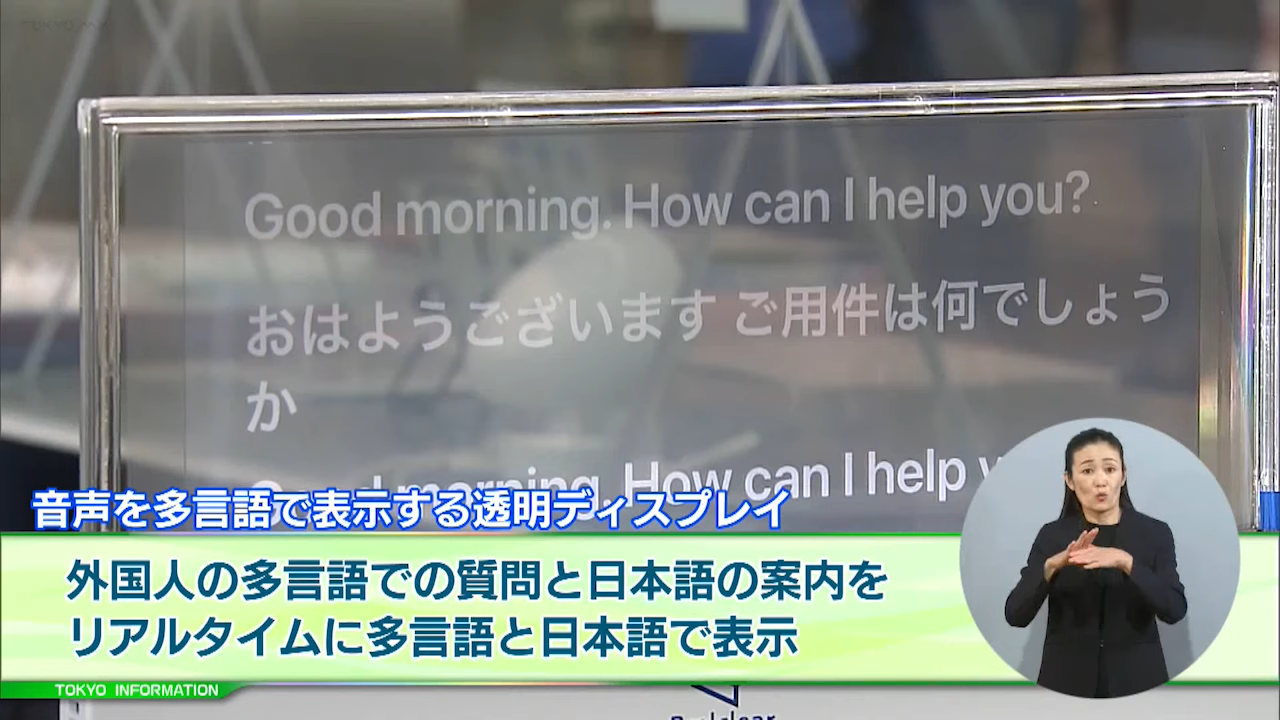 Good morning. How can I help you?
おはようございます ご用件は何でしょう
か
morning. How can I help
音声を多言語で表示する透明ディスプレイ
外国人の多言語での質問と日本語の案内を
リアルタイムに多言語と日本語で表示
TOKYO INFORMATION